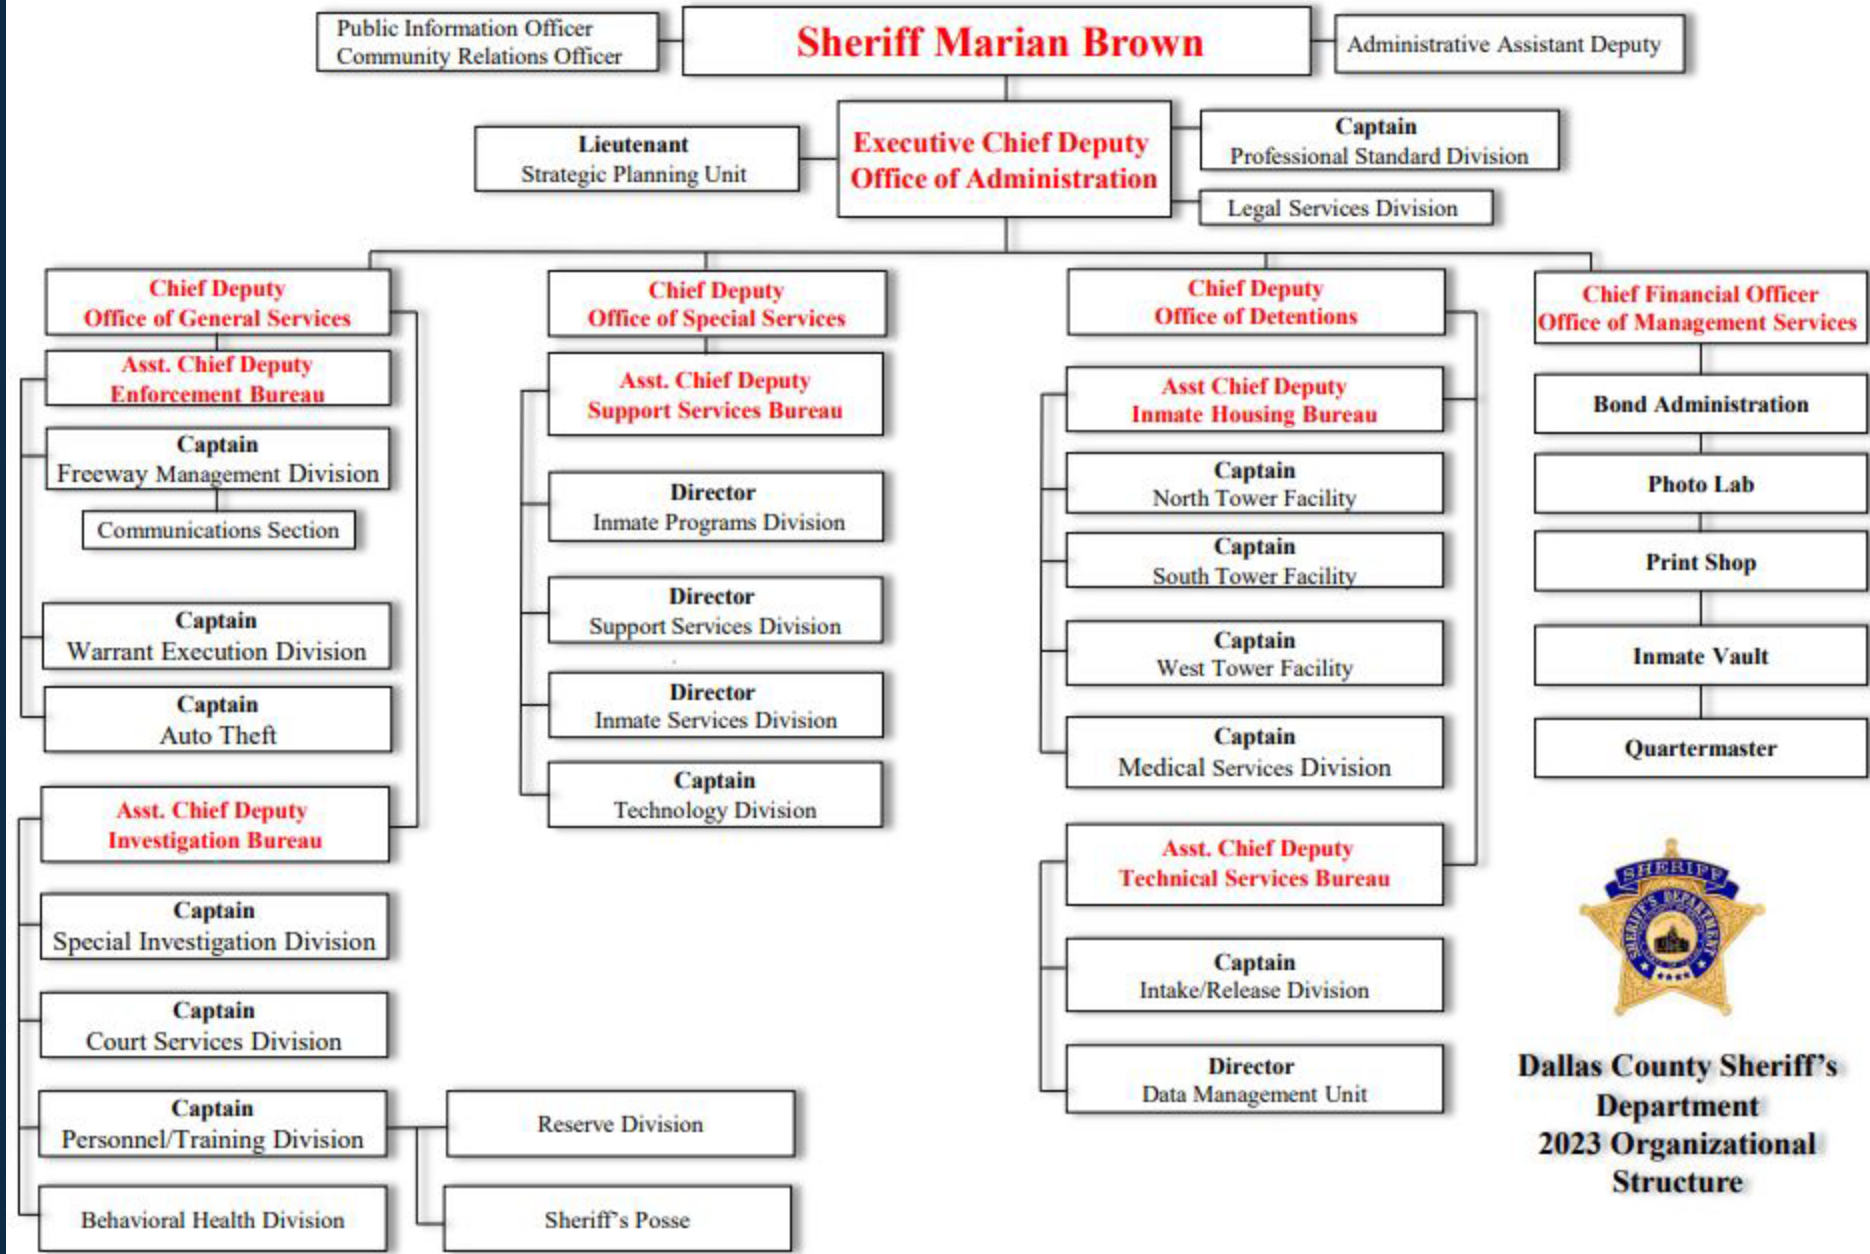 Public Information Officer
Community Relations Officer
Sheriff Marian Brown
Administrative Assistant Deputy
Lieutenant
Strategic Planning Unit
Executive Chief Deputy
Office of Administration
Captain
Professional Standard Division
Legal Services Division
Chief Deputy
Office of General Services
Asst. Chief Deputy
Enforcement Bureau
Captain
Freeway Management Division
Communications Section
Captain
Warrant Execution Division
Captain
Auto Theft
Asst. Chief Deputy
Investigation Bureau
Captain
Special Investigation Division
Captain
Court Services Division
Captain
Personnel/Training Division
Reserve Division
Behavioral Health Division
Sheriff's Posse
Chief Deputy
Office of Special Services
Asst. Chief Deputy
Support Services Bureau
Director
Inmate Programs Division
Director
Support Services Division
Director
Inmate Services Division
Captain
Technology Division
Chief Deputy
Office of Detentions
Asst Chief Deputy
Inmate Housing Bureau
Captain
North Tower Facility
Captain
South Tower Facility
Captain
West Tower Facility
Captain
Medical Services Division
Asst. Chief Deputy
Technical Services Bureau
Captain
Intake/Release Division
Director
Data Management Unit
Chief Financial Officer
Office of Management Services
Bond Administration
Photo Lab
Print Shop
Inmate Vault
Quartermaster
SHERIFF
SHERIFF'S DEPARTMENT
Dallas County Sheriff's
Department
2023 Organizational
Structure